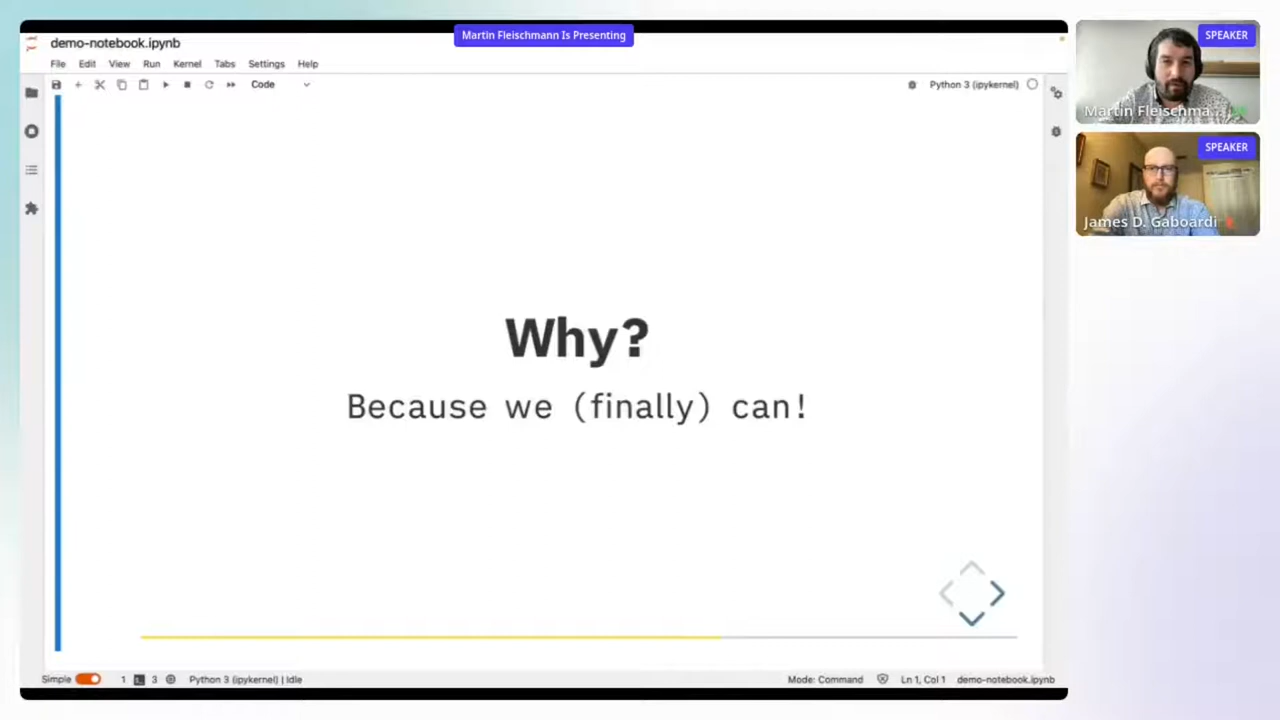 Martin Fleischmann Is Presenting
demo-notebook.ipynb
File Edit View Run Kernel Tabs Settings Help
Code
Python 3 (ipykernel)
Why?
Because we (finally) can!
Simple 1 3 Python 3 (ipykernel) | Idle
Mode: Command Ln 1, Col 1 demo-notebook.ipynb
SPEAKER
Martin Fleischma...
SPEAKER
James D. Gaboardi